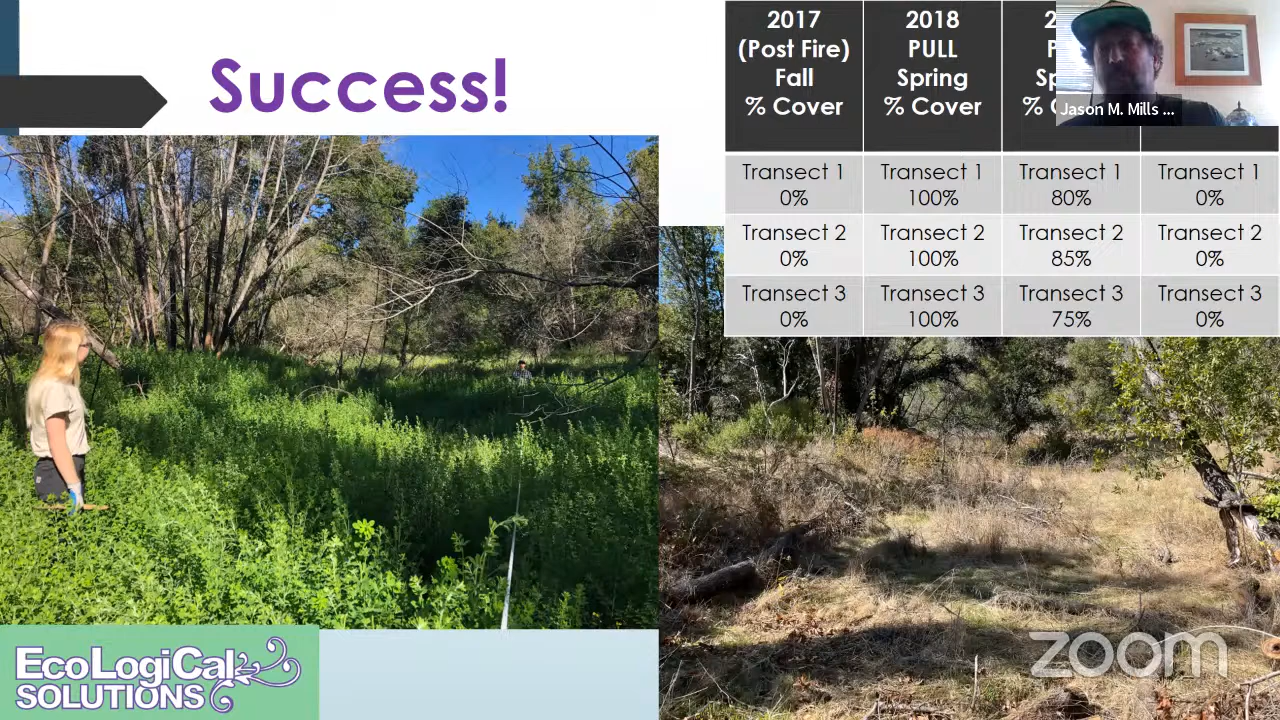 Success!
2017
(Post Fire)
Fall
% Cover
2018
PULL
Spring
% Cover
2
Sp
%
Jason M. Mills ...
Transect 1
0%
Transect 1
100%
Transect 1
80%
Transect 1
0%
Transect 2
0%
Transect 2
100%
Transect 2
85%
Transect 2
0%
Transect 3
0%
Transect 3
100%
Transect 3
75%
Transect 3
0%
EcoLogiCal
SOLUTIONS
zoom